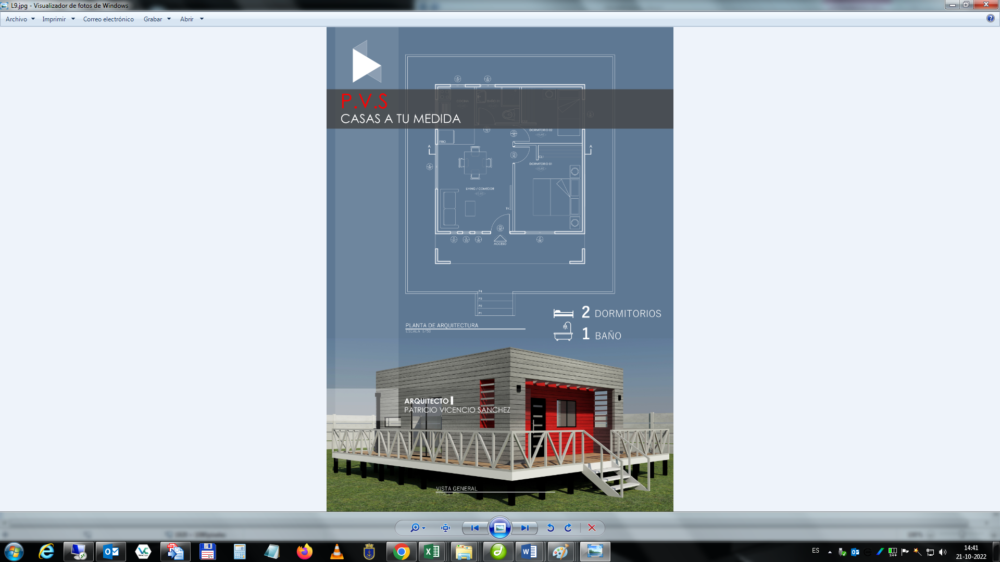 L9.jpg - Visualizador de fotos de Windows
Archivo Imprimir Correo electrónico Grabar Abrir
P.V.S
CASAS A TU MEDIDA
COCINA
BAÑO 01
DORMITORIO 02
FRIO
A
A
CL1
DORMITORIO 01
LIVING / COMEDOR
TV
ACCESO
P4
P3
P2
P1
2 DORMITORIOS
1 BAÑO
PLANTA DE ARQUITECTURA
ESCALA 1/50
ARQUITECTO
PATRICIO VICENCIO SANCHEZ
VISTA GENERAL
ES
14:41
21-10-2022